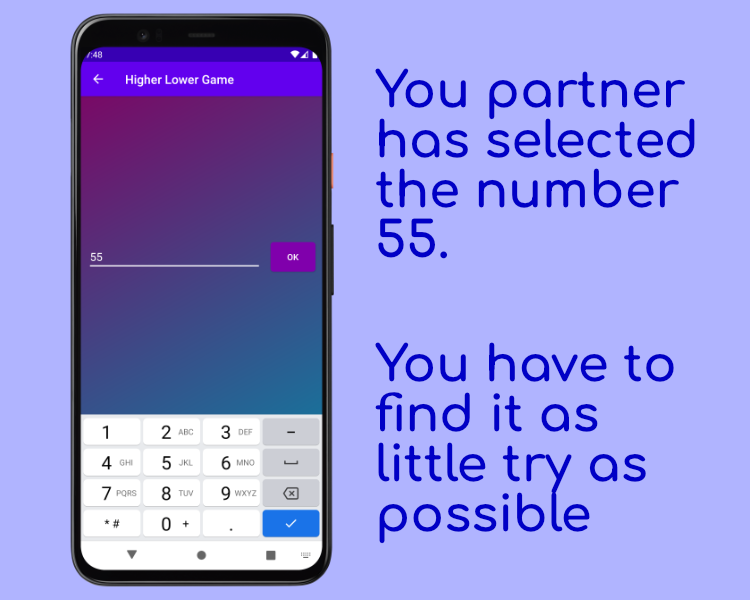 7:48
Higher Lower Game
You partner
has selected
the number
55.
55
OK
You have to
find it as
little try as
possible
1
2 ABC
3 DEF
-
4 GHI
5 JKL
6 MNO
7 PQRS
8 TUV
9 WXYZ
* #
0 +
.